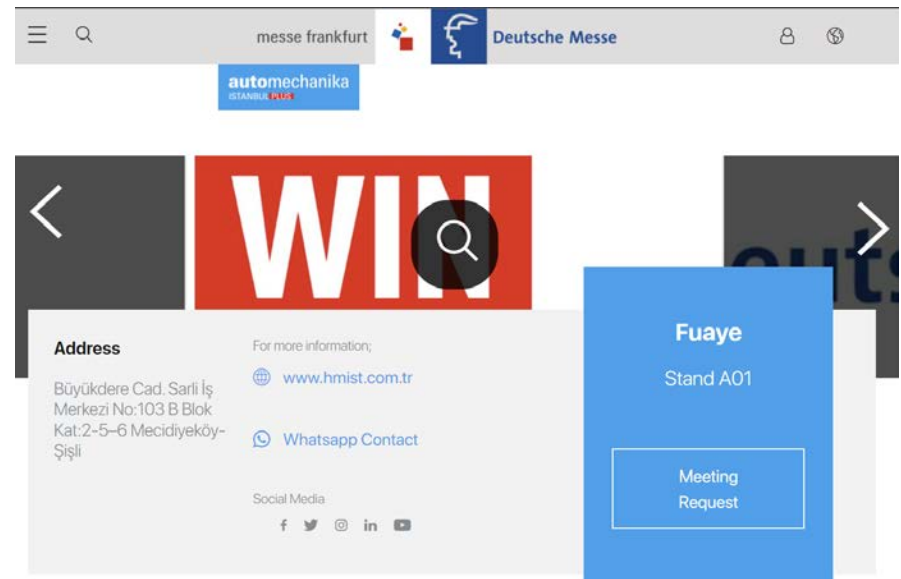 messe frankfurt
Deutsche Messe
automechanika
ISTANBUL PLUS
WIN
euts
Address
Büyükdere Cad. Sarli İş
Merkezi No:103 B Blok
Kat:2-5–6 Mecidiyeköy-
Şişli
For more information;
www.hmist.com.tr
Whatsapp Contact
Social Media
f in
Fuaye
Stand A01
Meeting
Request